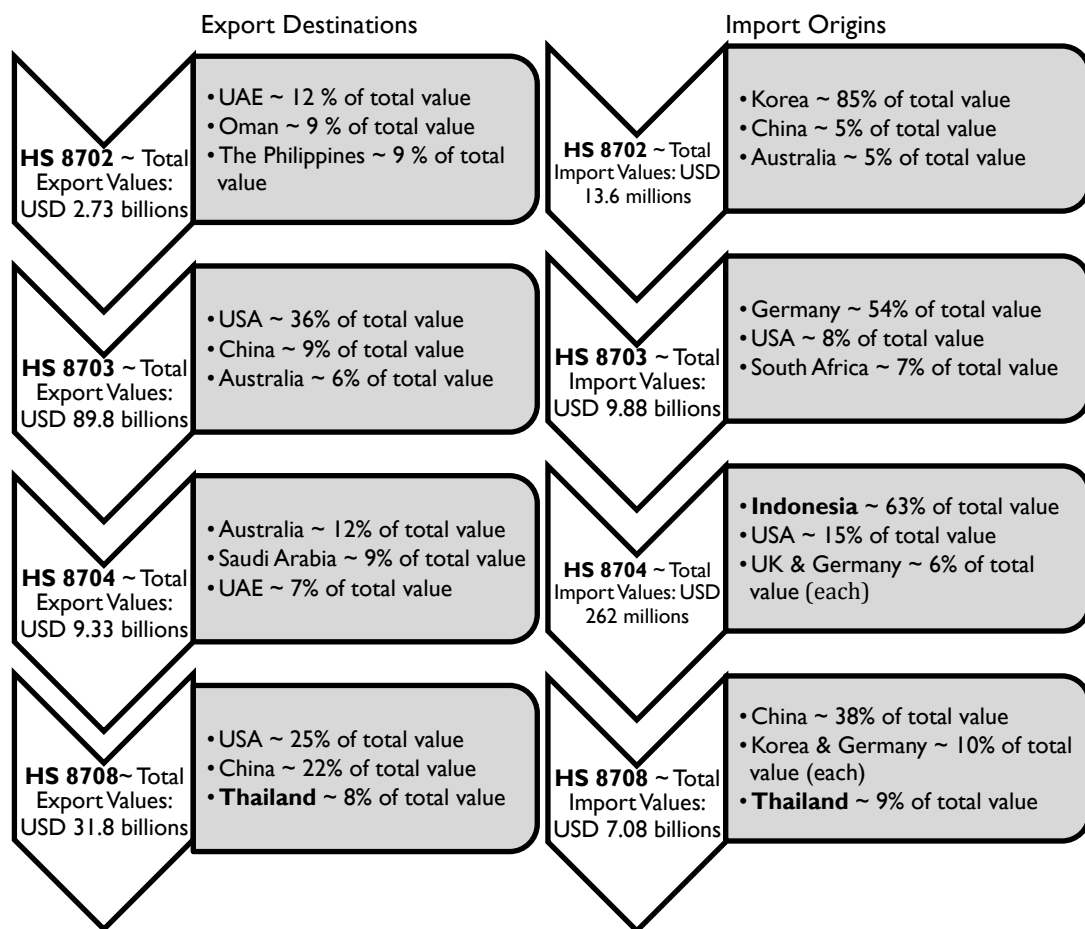 Export Destinations
HS 8702 ~ Total
Export Values:
USD 2.73 billions
• UAE ~ 12 % of total value
• Oman ~ 9 % of total value
• The Philippines ~ 9 % of total
value
HS 8703 ~ Total
Export Values:
USD 89.8 billions
• USA ~ 36% of total value
• China ~ 9% of total value
• Australia ~ 6% of total value
HS 8704 ~ Total
Export Values:
USD 9.33 billions
• Australia ~ 12% of total value
• Saudi Arabia ~ 9% of total value
• UAE ~ 7% of total value
HS 8708~ Total
Export Values:
USD 31.8 billions
• USA ~ 25% of total value
• China ~ 22% of total value
• Thailand ~ 8% of total value
Import Origins
HS 8702 ~ Total
Import Values: USD
13.6 millions
• Korea ~ 85% of total value
• China ~ 5% of total value
• Australia ~ 5% of total value
HS 8703 ~ Total
Import Values:
USD 9.88 billions
• Germany ~ 54% of total value
• USA ~ 8% of total value
• South Africa ~ 7% of total value
HS 8704 ~ Total
Import Values: USD
262 millions
• Indonesia ~ 63% of total value
• USA ~ 15% of total value
• UK & Germany ~ 6% of total
value (each)
HS 8708 ~ Total
Import Values:
USD 7.08 billions
• China ~ 38% of total value
• Korea & Germany ~ 10% of total
value (each)
• Thailand ~ 9% of total value